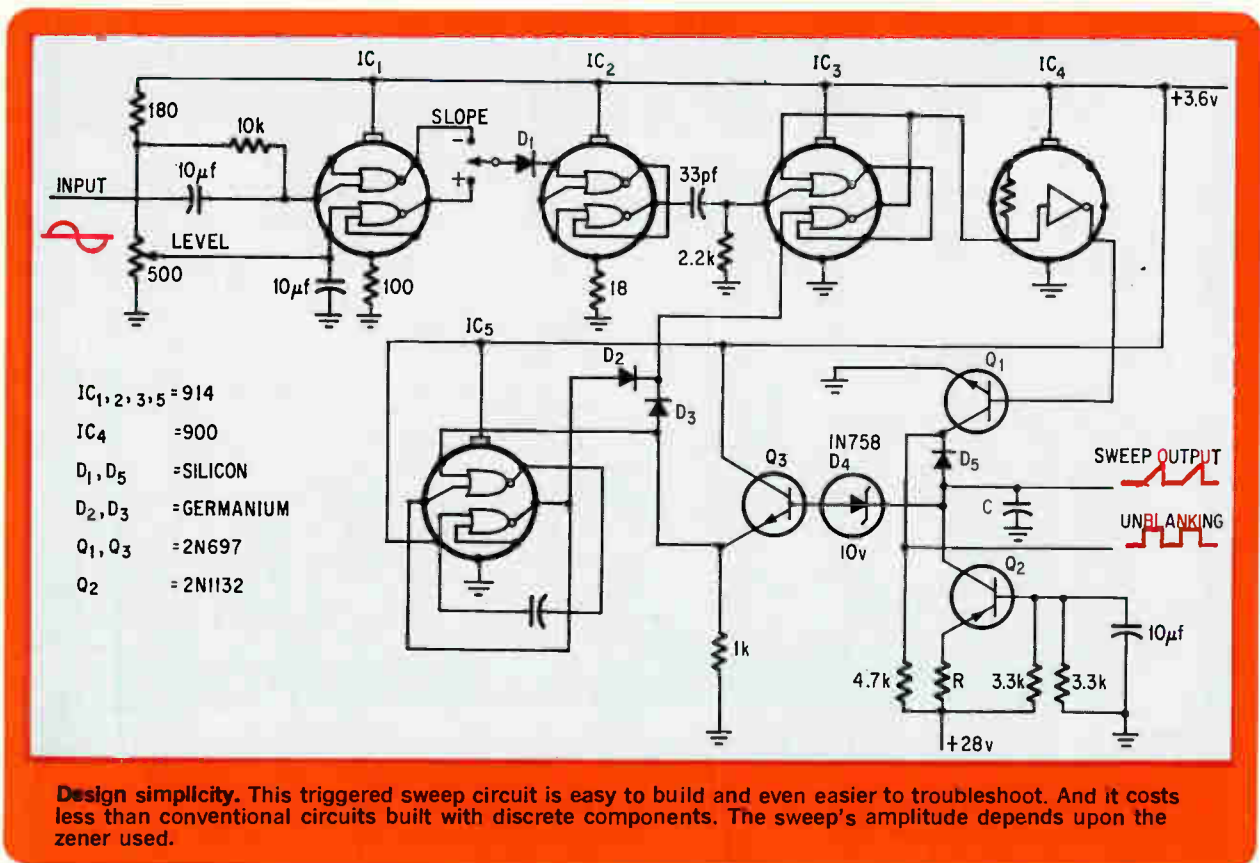 IC1
IC2
IC3
IC4
+3.6v
180
10k
SLOPE
-
D1
10µf
33pf
INPUT
+
LEVEL
500
10µf
100
18
2.2k
IC5
D2
Q1
D3
IC1,2,3,5 = 914
IC4 = 900
D1, D5 = SILICON
D2, D3 = GERMANIUM
Q1, Q3 = 2N697
Q2 = 2N1132
Q3
IN758
D4
10v
D5
SWEEP OUTPUT
C
UNBLANKING
Q2
10µf
1k
4.7k
R
3.3k
3.3k
+28v
Design simplicity. This triggered sweep circuit is easy to build and even easier to troubleshoot. And it costs
less than conventional circuits built with discrete components. The sweep's amplitude depends upon the
zener used.